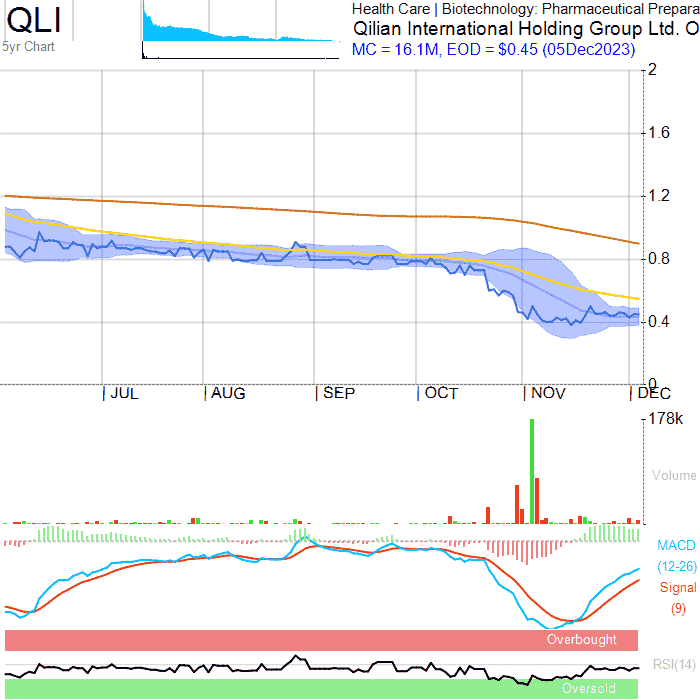 QLI
5yr Chart
Health Care | Biotechnology: Pharmaceutical Prepara
Qilian International Holding Group Ltd. O
MC = 16.1M, EOD = $0.45 (05Dec2023)
2
1.6
1.2
0.8
0.4
0
JUL
AUG
SEP
OCT
NOV
DEC
178k
Volume
MACD
(12-26)
Signal
(9)
Overbought
RSI(14)
Oversold